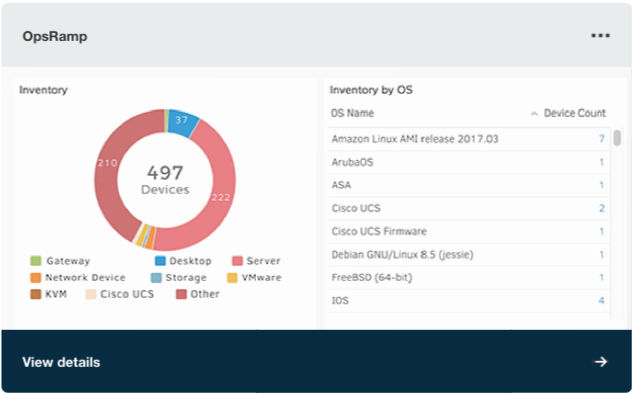 OpsRamp
Inventory
37
210
497
Devices
222
Gateway Desktop Server
Network Device Storage VMware
KVM Cisco UCS Other
Inventory by OS
OS Name Device Count
Amazon Linux AMI release 2017.03 7
ArubaOS 1
ASA 1
Cisco UCS 2
Cisco UCS Firmware 1
Debian GNU/Linux 8.5 (jessie) 1
FreeBSD (64-bit) 1
IOS 4
View details